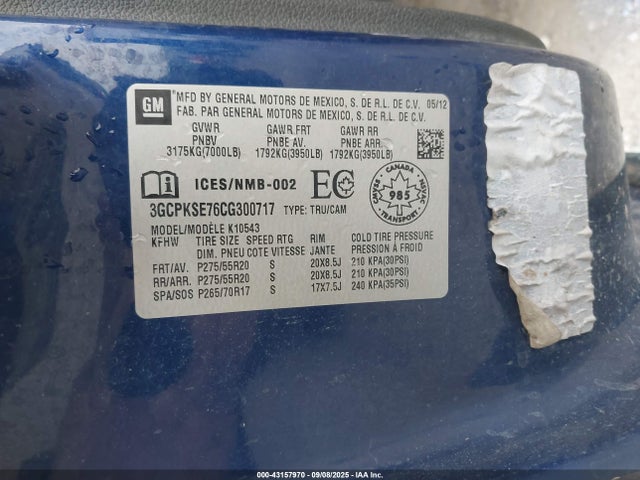 GM
*MFD BY GENERAL MOTORS DE MEXICO, S. DE R.L. DE C.V. 05/12
FAB. PAR GENERAL MOTORS DE MEXICO, S. DE R.L. DE C.V.
GVWR GAWR.FRT GAWR RR
PNBV PNBE AV. PNBE ARR.
3175KG(7000LB) 1792KG(3950LB) 1792KG(3950LB)
ICES/NMB-002 EC
CANADA
CMVSS NSVAC
985
TRANSPORT
3GCPKSE76CG300717 TYPE: TRU/CAM
MODEL/MODÈLE K10543
KFHW TIRE SIZE SPEED RTG RIM COLD TIRE PRESSURE
DIM. PNEU COTE VITESSE JANTE PRESSION À FROID
FRT/AV. P275/55R20 S 20X8.5J 210 KPA(30PSI)
RR/ARR. P275/55R20 S 20X8.5J 210 KPA(30PSI)
SPA/SOS P265/70R17 S 17X7.5J 240 KPA(35PSI)
00-43157970 - 09/08/2025 - IAA Inc.